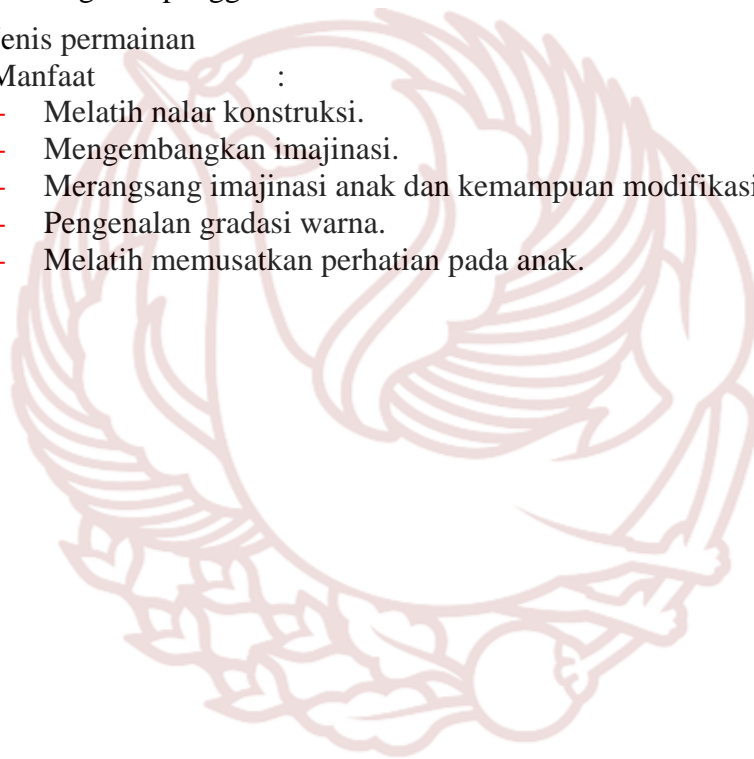 enis permainan
Manfaat :
- Melatih nalar konstruksi.
- Mengembangkan imajinasi.
- Merangsang imajinasi anak dan kemampuan modifikasi
- Pengenalan gradasi warna.
- Melatih memusatkan perhatian pada anak.